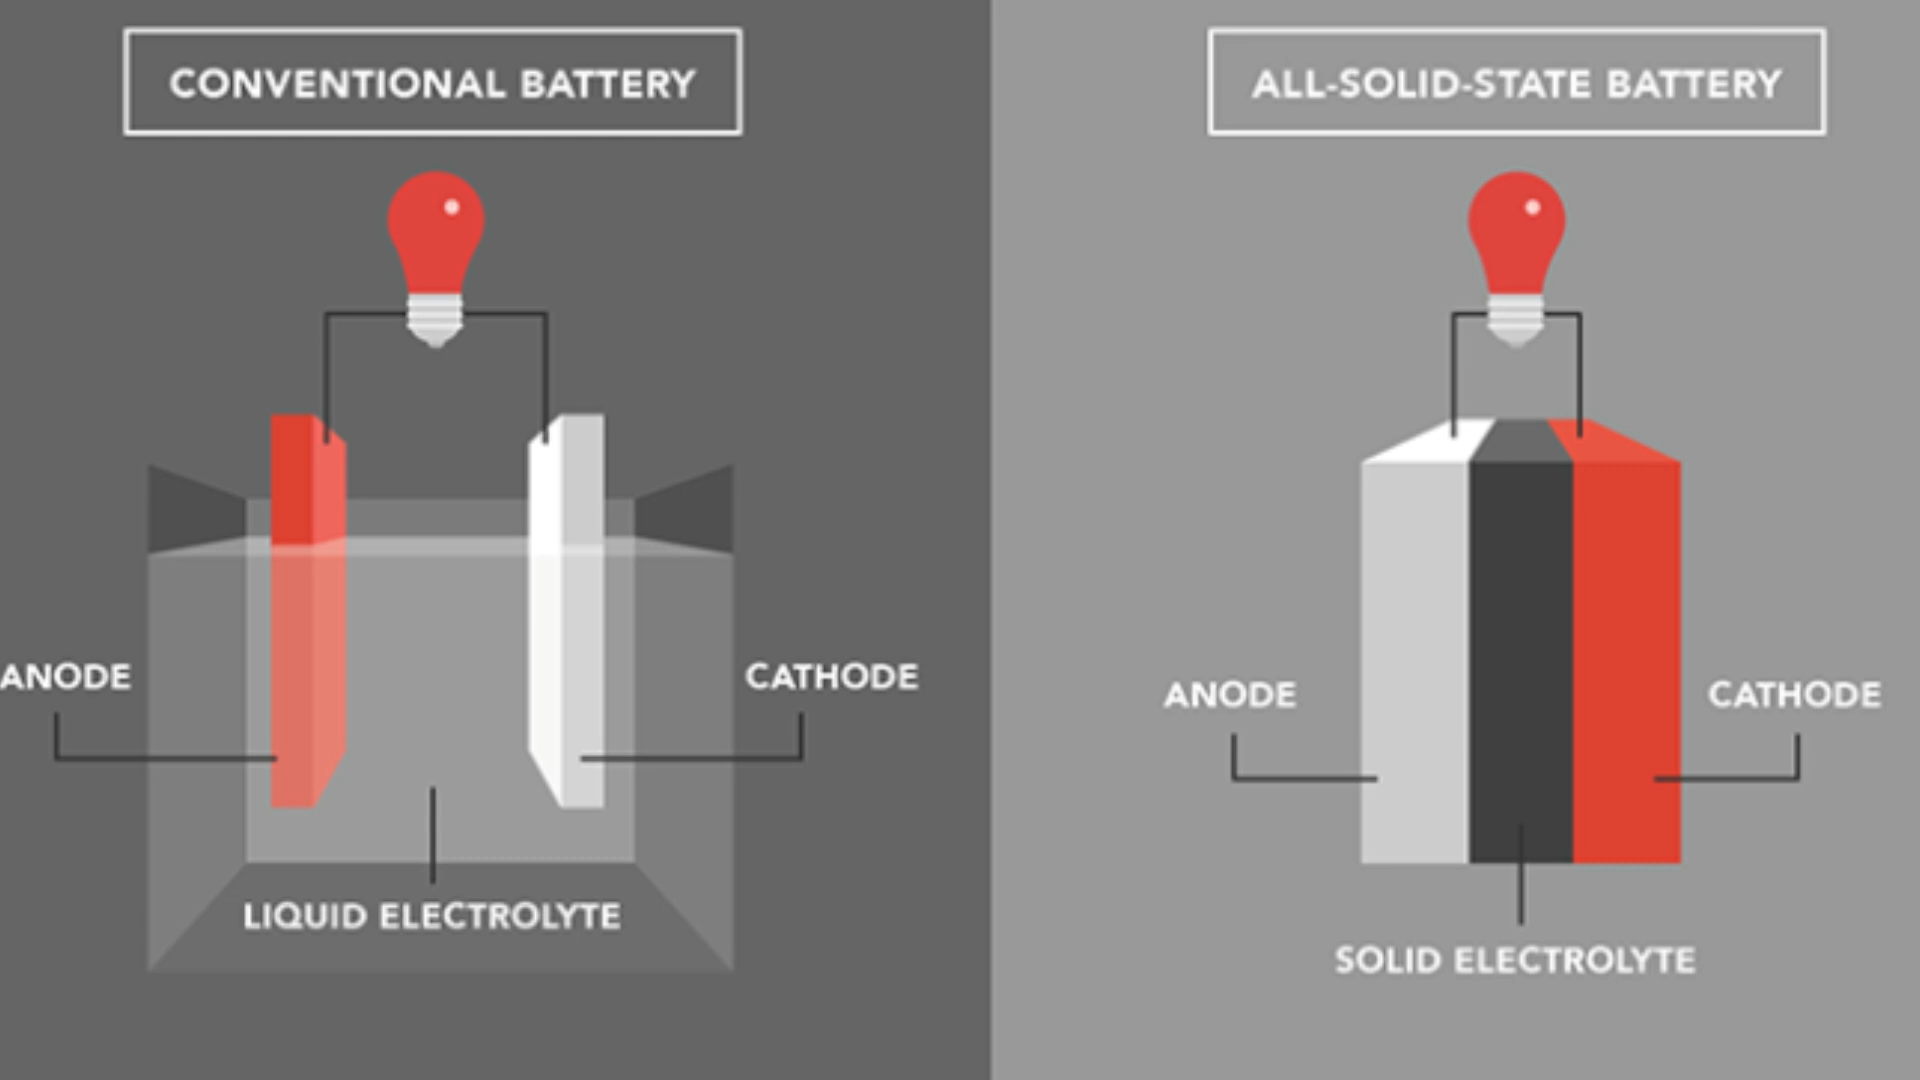 CONVENTIONAL BATTERY
ANODE
CATHODE
LIQUID ELECTROLYTE
ALL-SOLID-STATE BATTERY
ANODE
CATHODE
SOLID ELECTROLYTE